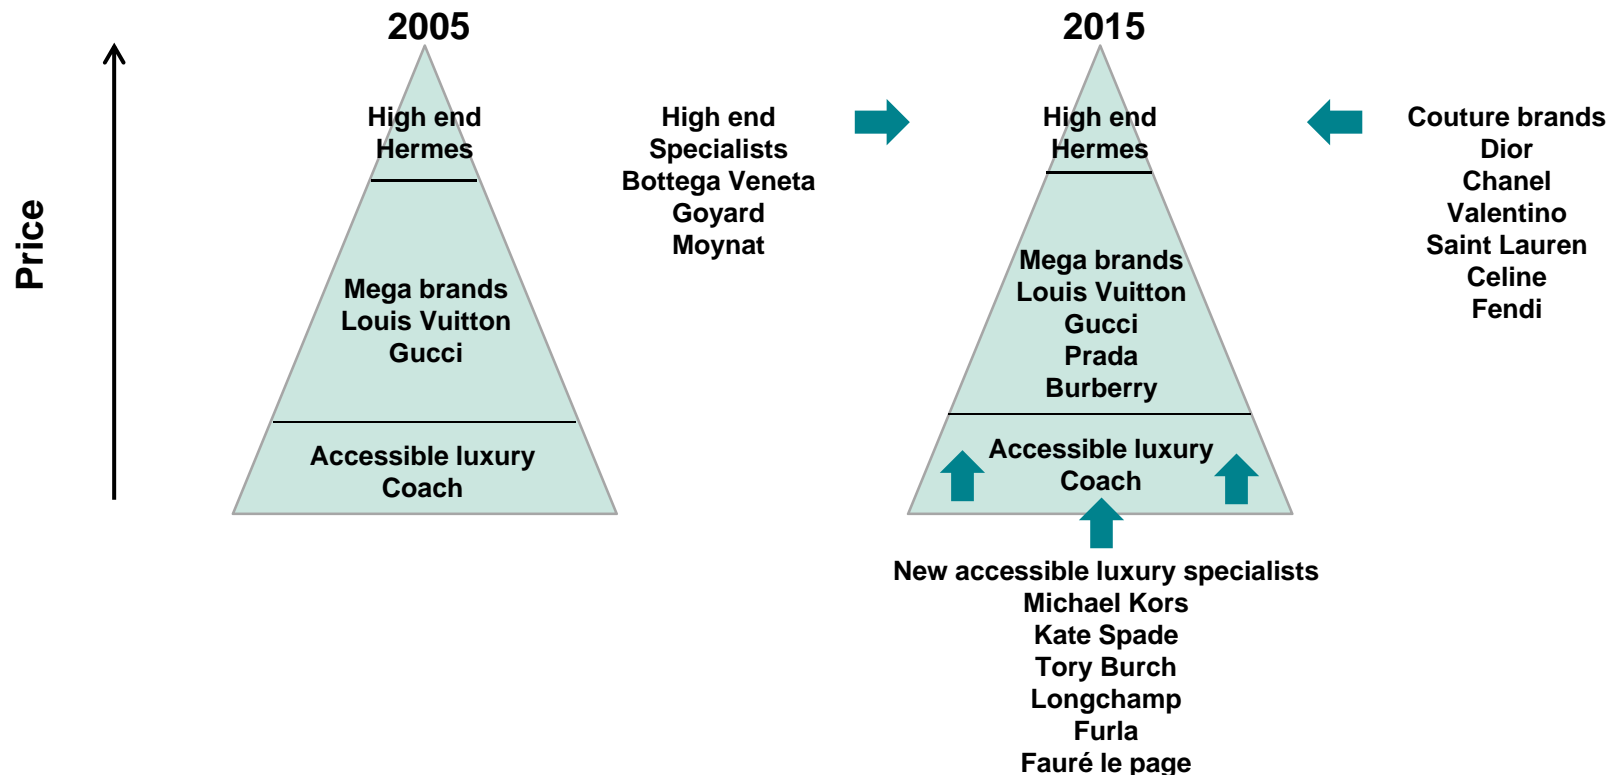 Price
2005
High end
Hermes
Mega brands
Louis Vuitton
Gucci
Accessible luxury
Coach
High end
Specialists
Bottega Veneta
Goyard
Moynat
2015
High end
Hermes
Mega brands
Louis Vuitton
Gucci
Prada
Burberry
Accessible luxury
Coach
New accessible luxury specialists
Michael Kors
Kate Spade
Tory Burch
Longchamp
Furla
Fauré le page
Couture brands
Dior
Chanel
Valentino
Saint Lauren
Celine
Fendi